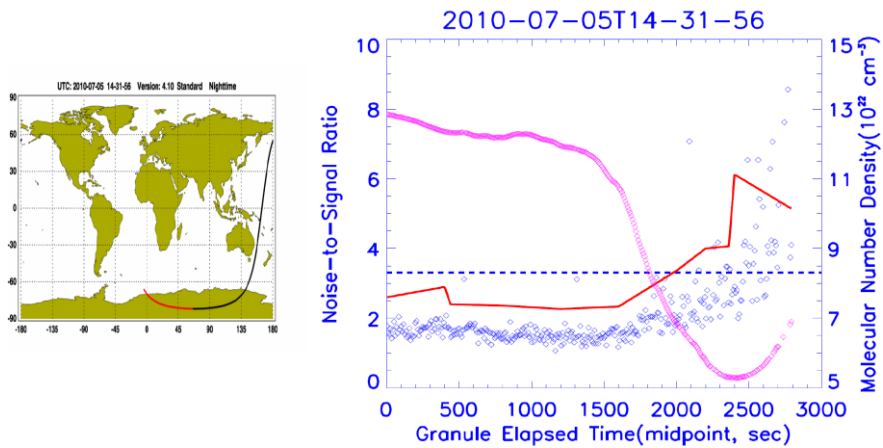 2010-07-05T14-31-56
UTC: 2010-07-05 14-31-56 Version: 4.10 Standard Nighttime
90
60
30
0
-30
-60
-90
-180 -135 -90 -45 0 45 90 135 180
Noise-to-Signal Ratio
10
8
6
4
2
0
15
13
11
9
7
5
Molecular Number Density(10²² cm⁻³)
0 500 1000 1500 2000 2500 3000
Granule Elapsed Time(midpoint, sec)